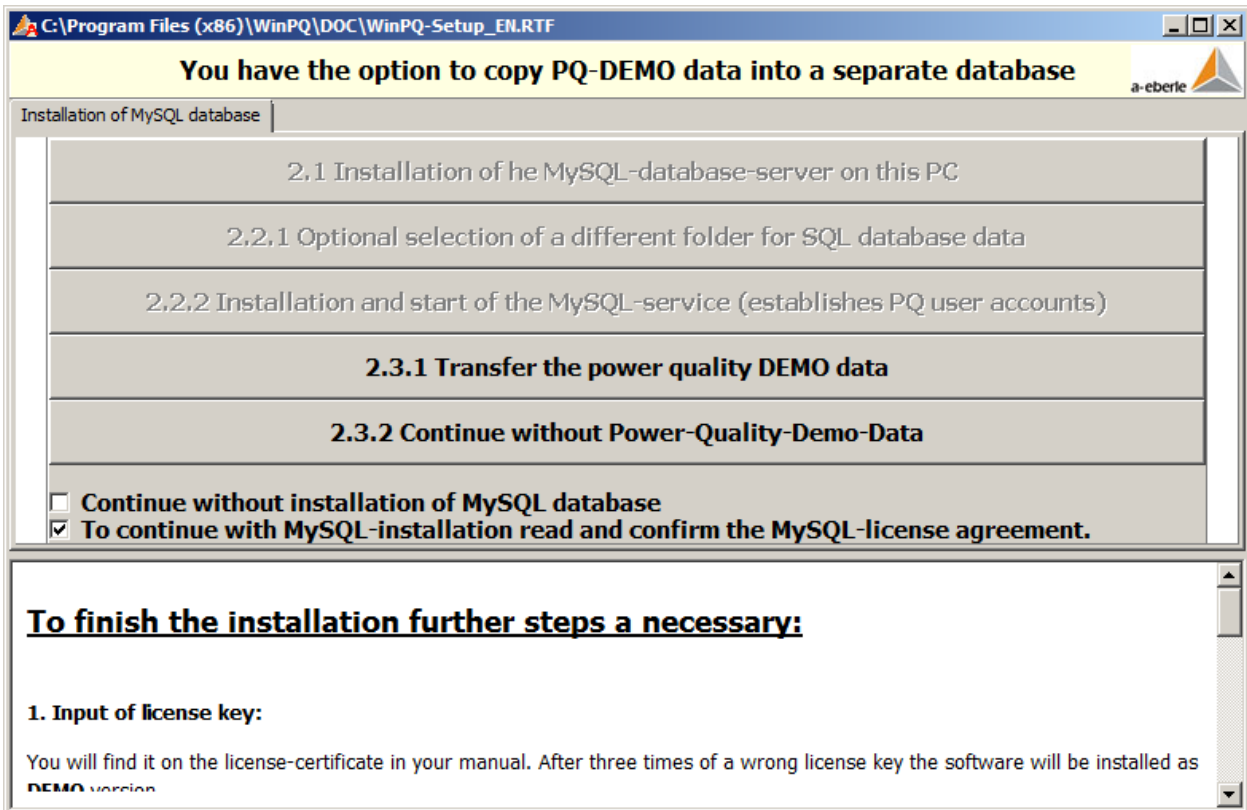 C:\Program Files (x86)\WinPQ\DOC\WinPQ-Setup_EN.RTF
You have the option to copy PQ-DEMO data into a separate database
a-eberle
Installation of MySQL database
2.1 Installation of he MySQL-database-server on this PC
2.2.1 Optional selection of a different folder for SQL database data
2.2.2 Installation and start of the MySQL-service (establishes PQ user accounts)
2.3.1 Transfer the power quality DEMO data
2.3.2 Continue without Power-Quality-Demo-Data
Continue without installation of MySQL database
To continue with MySQL-installation read and confirm the MySQL-license agreement.
To finish the installation further steps a necessary:
1. Input of license key:
You will find it on the license-certificate in your manual. After three times of a wrong license key the software will be installed as
DEMO version